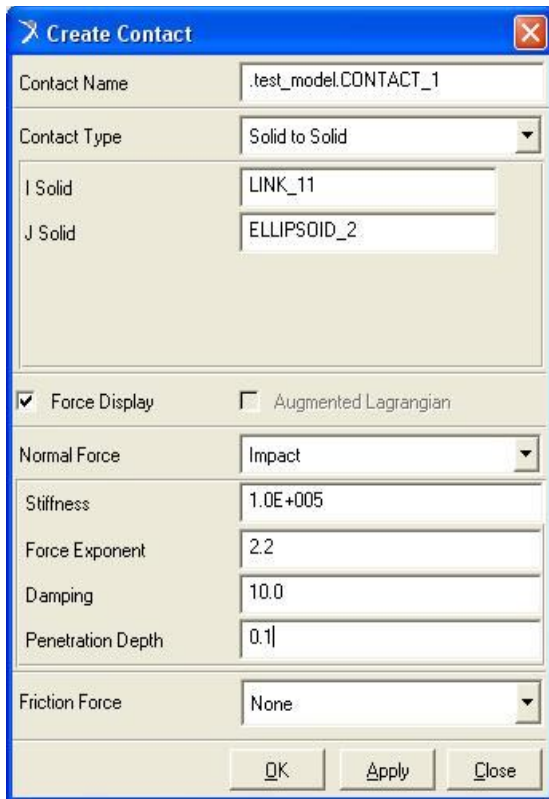 Create Contact
Contact Name .test_model.CONTACT_1
Contact Type Solid to Solid
I Solid LINK_11
J Solid ELLIPSOID_2
Force Display Augmented Lagrangian
Normal Force Impact
Stiffness 1.0E+005
Force Exponent 2.2
Damping 10.0
Penetration Depth 0.1
Friction Force None
OK Apply Close